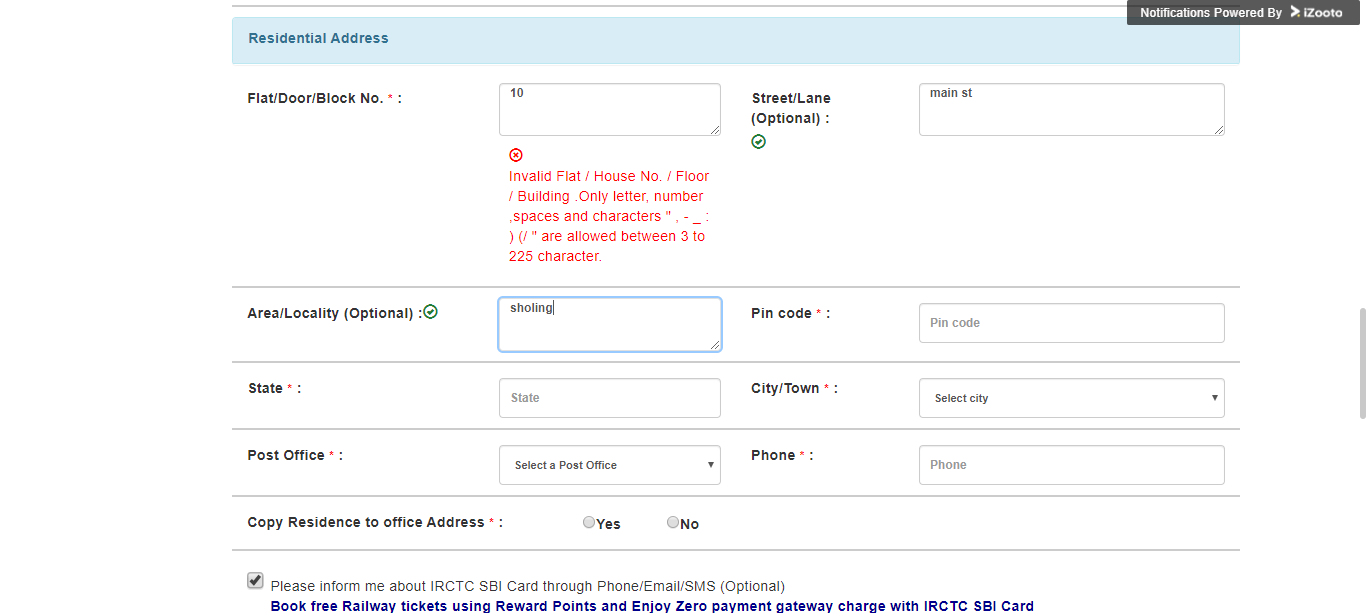 Notifications Powered By iZooto
Residential Address
Flat/Door/Block No. * :
10
Street/Lane
(Optional) :
main st
Invalid Flat / House No. / Floor
/ Building .Only letter, number
,spaces and characters " , - _ :
) (/ " are allowed between 3 to
225 character.
Area/Locality (Optional) :
sholing
Pin code * :
Pin code
State * :
State
City/Town * :
Select city
Post Office * :
Select a Post Office
Phone * :
Phone
Copy Residence to office Address * :
Yes
No
Please inform me about IRCTC SBI Card through Phone/Email/SMS (Optional)
Book free Railway tickets using Reward Points and Enjoy Zero payment gateway charge with IRCTC SBI Card